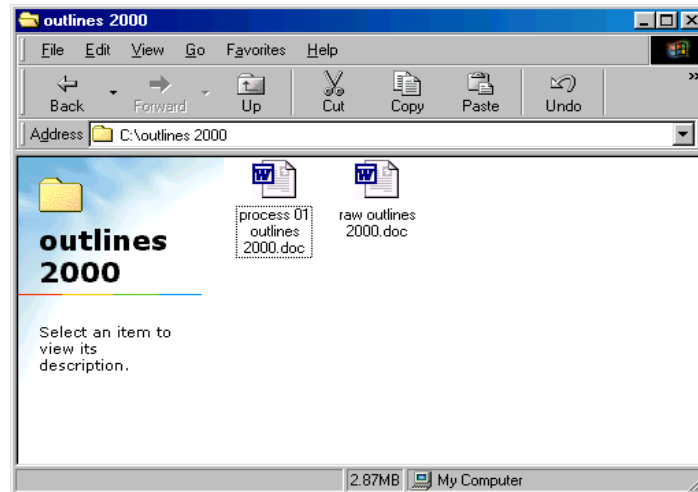 outlines 2000
File Edit View Go Favorites Help
Back Forward Up Cut Copy Paste Undo »
Address C:\outlines 2000
outlines
2000
Select an item to
view its
description.
process 01
outlines
2000.doc
raw outlines
2000.doc
2.87MB My Computer